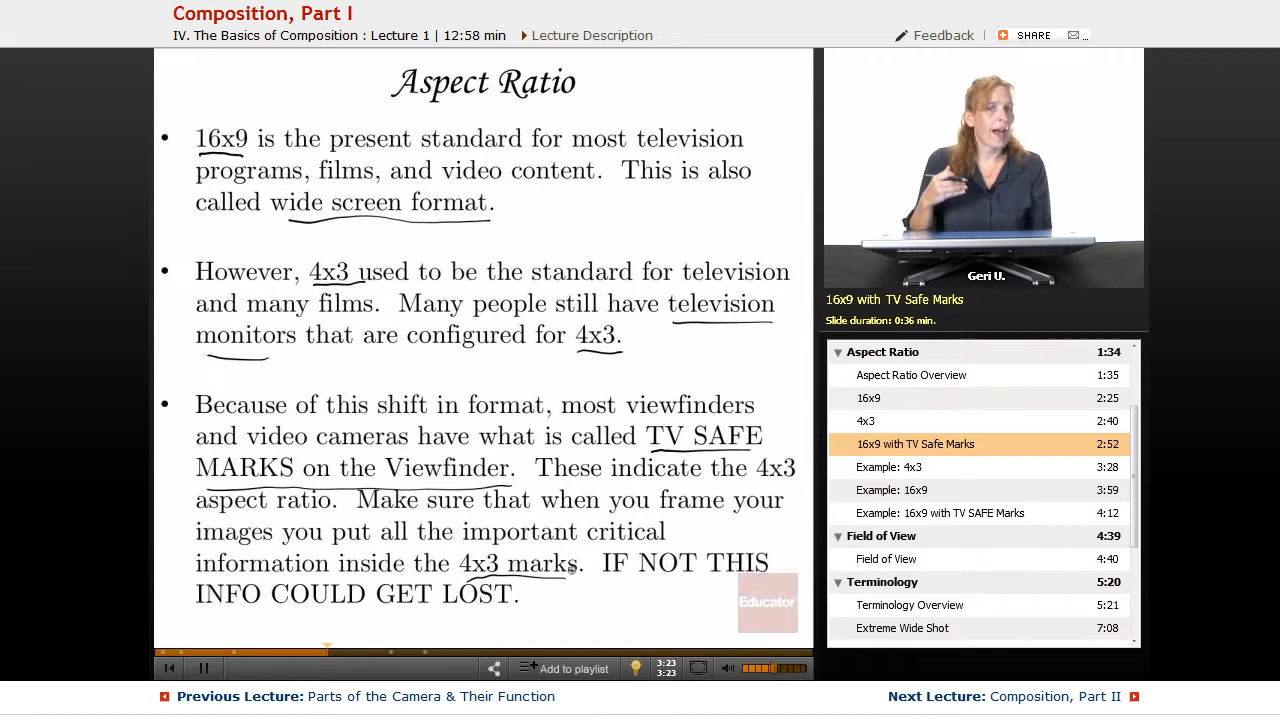 Composition, Part I
IV. The Basics of Composition : Lecture 1 | 12:58 min
Lecture Description
Feedback
SHARE
Aspect Ratio
• 16x9 is the present standard for most television
programs, films, and video content. This is also
called wide screen format.
• However, 4x3 used to be the standard for television
and many films. Many people still have television
monitors that are configured for 4x3.
• Because of this shift in format, most viewfinders
and video cameras have what is called TV SAFE
MARKS on the Viewfinder. These indicate the 4x3
aspect ratio. Make sure that when you frame your
images you put all the important critical
information inside the 4x3 marks. IF NOT THIS
INFO COULD GET LOST.
Educator
Geri U.
16x9 with TV Safe Marks
Slide duration: 0:36 min.
Aspect Ratio 1:34
Aspect Ratio Overview 1:35
16x9 2:25
4x3 2:40
16x9 with TV Safe Marks 2:52
Example: 4x3 3:28
Example: 16x9 3:59
Example: 16x9 with TV SAFE Marks 4:12
Field of View 4:39
Field of View 4:40
Terminology 5:20
Terminology Overview 5:21
Extreme Wide Shot 7:08
Add to playlist
3:23
3:23
Previous Lecture: Parts of the Camera & Their Function
Next Lecture: Composition, Part II